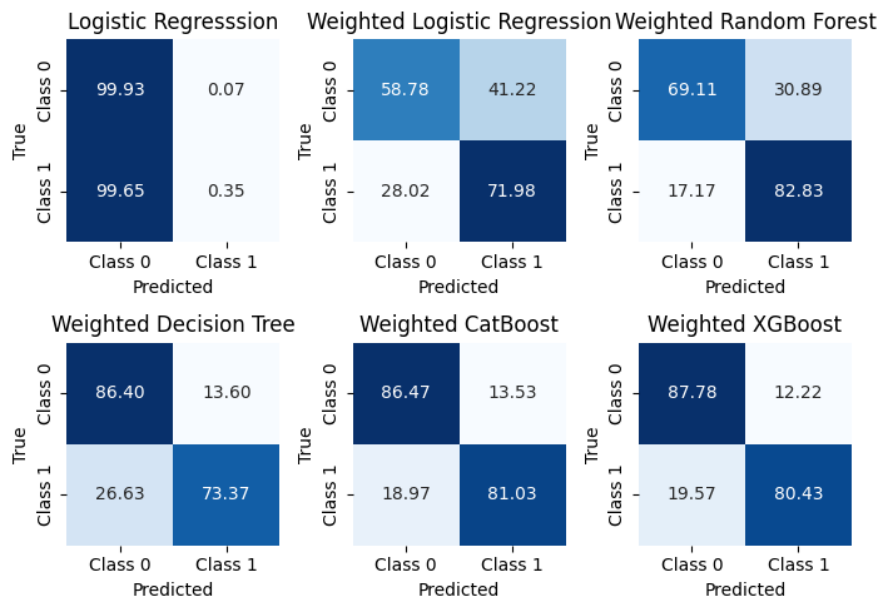 Logistic Regresssion
Class 0
99.93 0.07
True
Class 1
99.65 0.35
Class 0 Class 1
Predicted
Weighted Logistic Regression
Class 0
58.78 41.22
True
Class 1
28.02 71.98
Class 0 Class 1
Predicted
Weighted Random Forest
Class 0
69.11 30.89
True
Class 1
17.17 82.83
Class 0 Class 1
Predicted
Weighted Decision Tree
Class 0
86.40 13.60
True
Class 1
26.63 73.37
Class 0 Class 1
Predicted
Weighted CatBoost
Class 0
86.47 13.53
True
Class 1
18.97 81.03
Class 0 Class 1
Predicted
Weighted XGBoost
Class 0
87.78 12.22
True
Class 1
19.57 80.43
Class 0 Class 1
Predicted